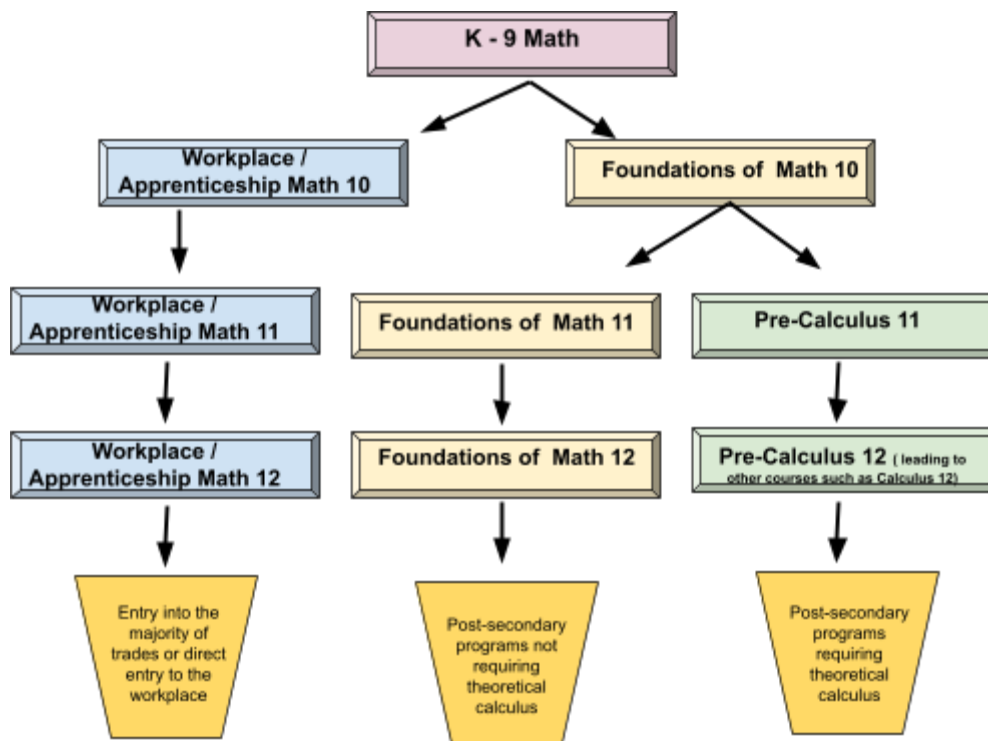 K - 9 Math
Workplace /
Apprenticeship Math 10
Foundations of Math 10
Workplace /
Apprenticeship Math 11
Foundations of Math 11
Pre-Calculus 11
Workplace /
Apprenticeship Math 12
Foundations of Math 12
Pre-Calculus 12 ( leading to
other courses such as Calculus 12)
Entry into the
majority of
trades or direct
entry to the
workplace
Post-secondary
programs not
requiring
theoretical
calculus
Post-secondary
programs
requiring
theoretical
calculus